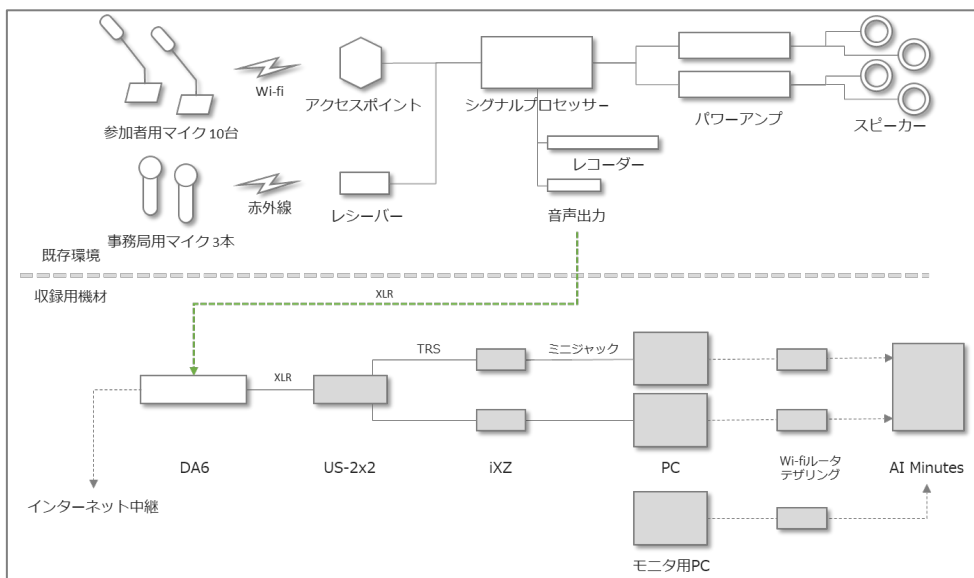 Wi-fi
アクセスポイント
シグナルプロセッサー
パワーアンプ
スピーカー
参加者用マイク10台
レコーダー
赤外線
レシーバー
音声出力
事務局用マイク3本
既存環境
収録用機材
XLR
TRS
ミニジャック
XLR
DA6
US-2x2
iXZ
PC
Wi-fiルータ
テザリング
AI Minutes
インターネット中継
モニタ用PC